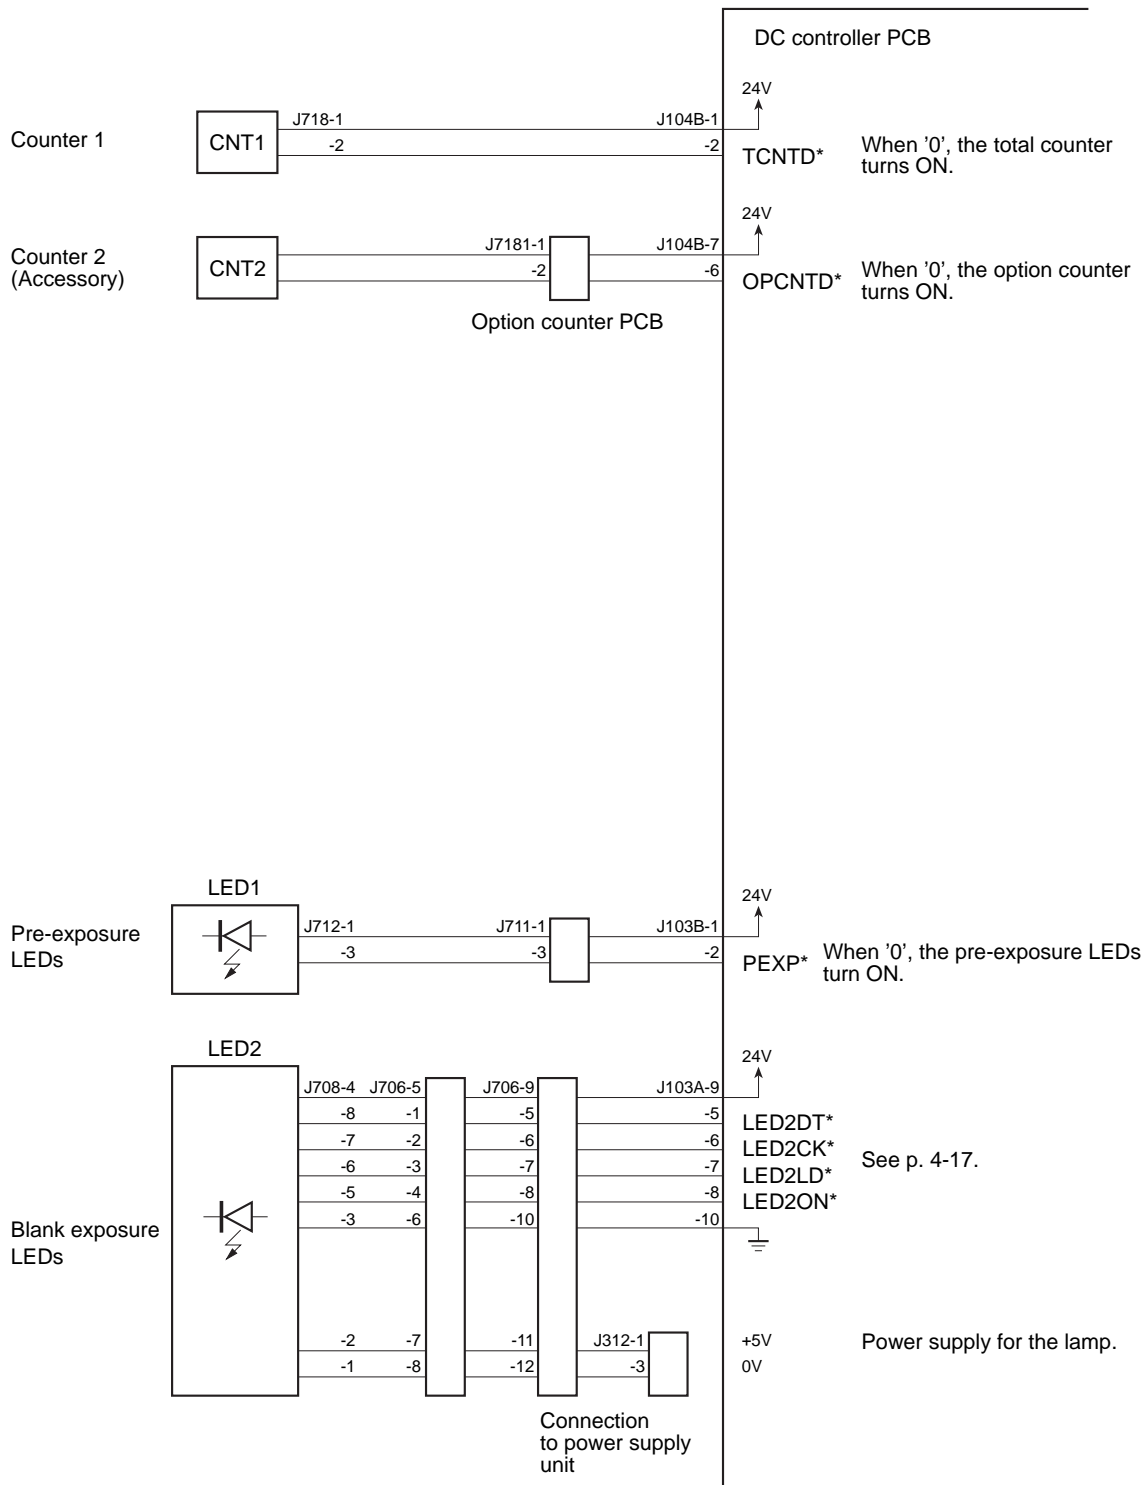 DC controller PCB
24V
Counter 1
CNT1
J718-1
J104B-1
-2
-2
TCNTD*
When '0', the total counter
turns ON.
24V
Counter 2
(Accessory)
CNT2
J7181-1
J104B-7
-2
-6
OPCNTD*
When '0', the option counter
turns ON.
Option counter PCB
LED1
24V
Pre-exposure
LEDs
J712-1
J711-1
J103B-1
-3
-3
-2
PEXP*
When '0', the pre-exposure LEDs
turn ON.
LED2
24V
J708-4
J706-5
J706-9
J103A-9
-8
-1
-5
-5
LED2DT*
-7
-2
-6
-6
LED2CK*
See p. 4-17.
-6
-3
-7
-7
LED2LD*
-5
-4
-8
-8
LED2ON*
-3
-6
-10
-10
Blank exposure
LEDs
-2
-7
-11
J312-1
+5V
Power supply for the lamp.
-1
-8
-12
-3
0V
Connection
to power supply
unit